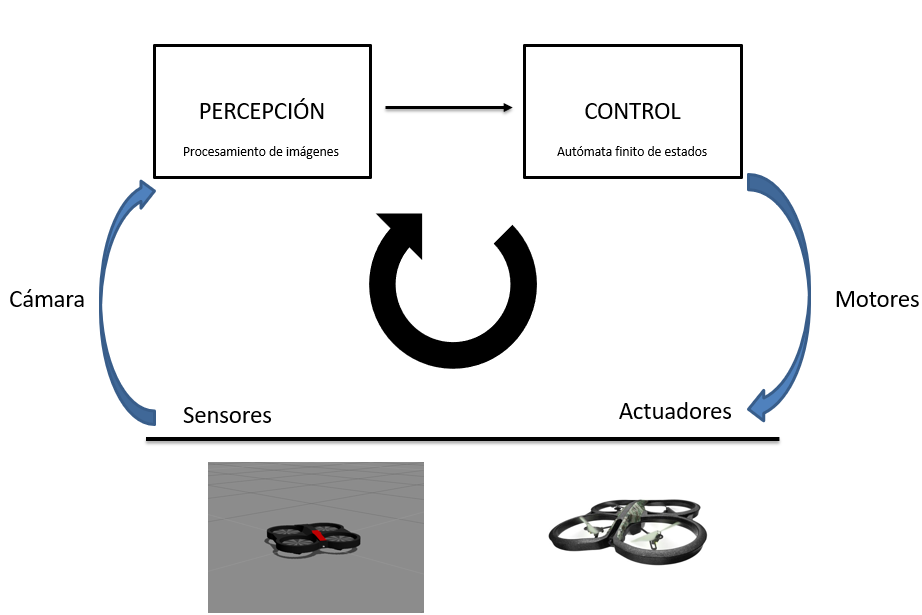 PERCEPCIÓN
Procesamiento de imágenes
CONTROL
Autómata finito de estados
Cámara
Motores
Sensores
Actuadores